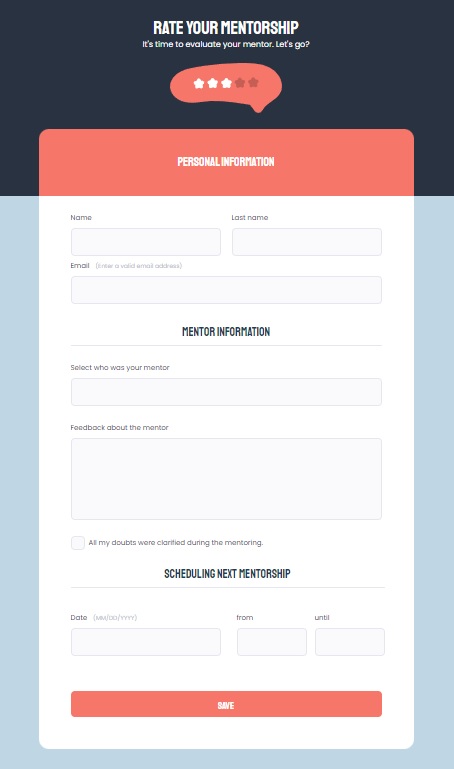 RATE YOUR MENTORSHIP
It's time to evaluate your mentor. Let's go?
PERSONAL INFORMATION
Name Last name
Email (Enter a valid email address)
MENTOR INFORMATION
Select who was your mentor
Feedback about the mentor
All my doubts were clarified during the mentoring.
SCHEDULING NEXT MENTORSHIP
Date (MM/DD/YYYY) from until
SAVE